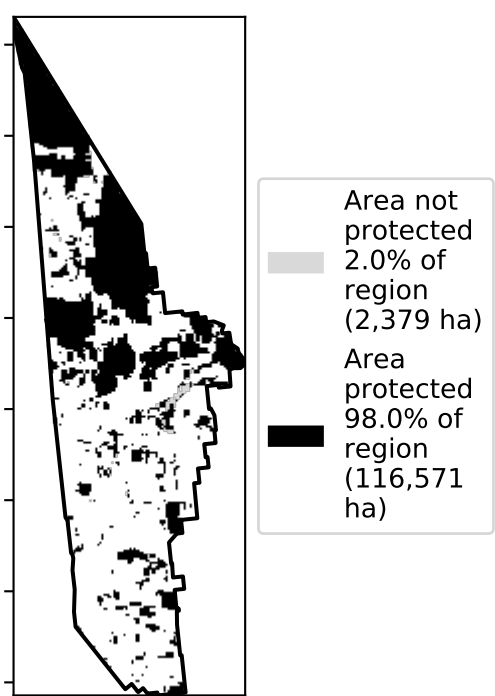 Area not
protected
2.0% of
region
(2,379 ha)
Area
protected
98.0% of
region
(116,571
ha)